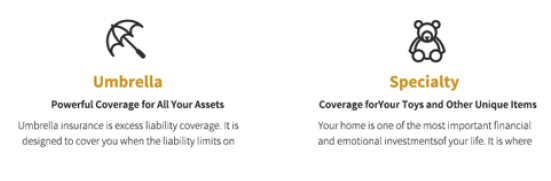 Umbrella
Powerful Coverage for All Your Assets
Umbrella insurance is excess liability coverage. It is
designed to cover you when the liability limits on
Specialty
Coverage forYour Toys and Other Unique Items
Your home is one of the most important financial
and emotional investmentsof your life. It is where